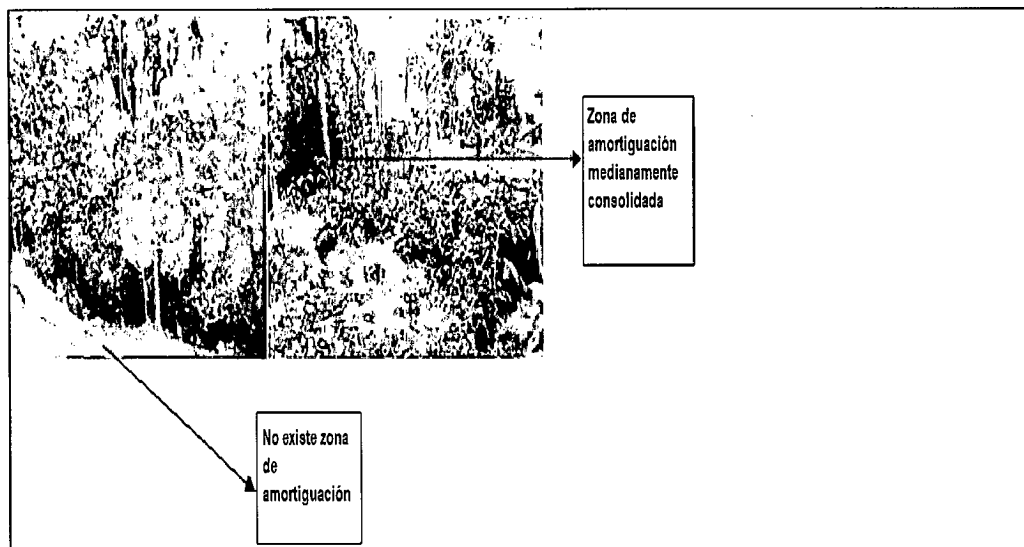 Zona de
amortiguación
medianamente
consolidada
No existe zona
de
amortiguación